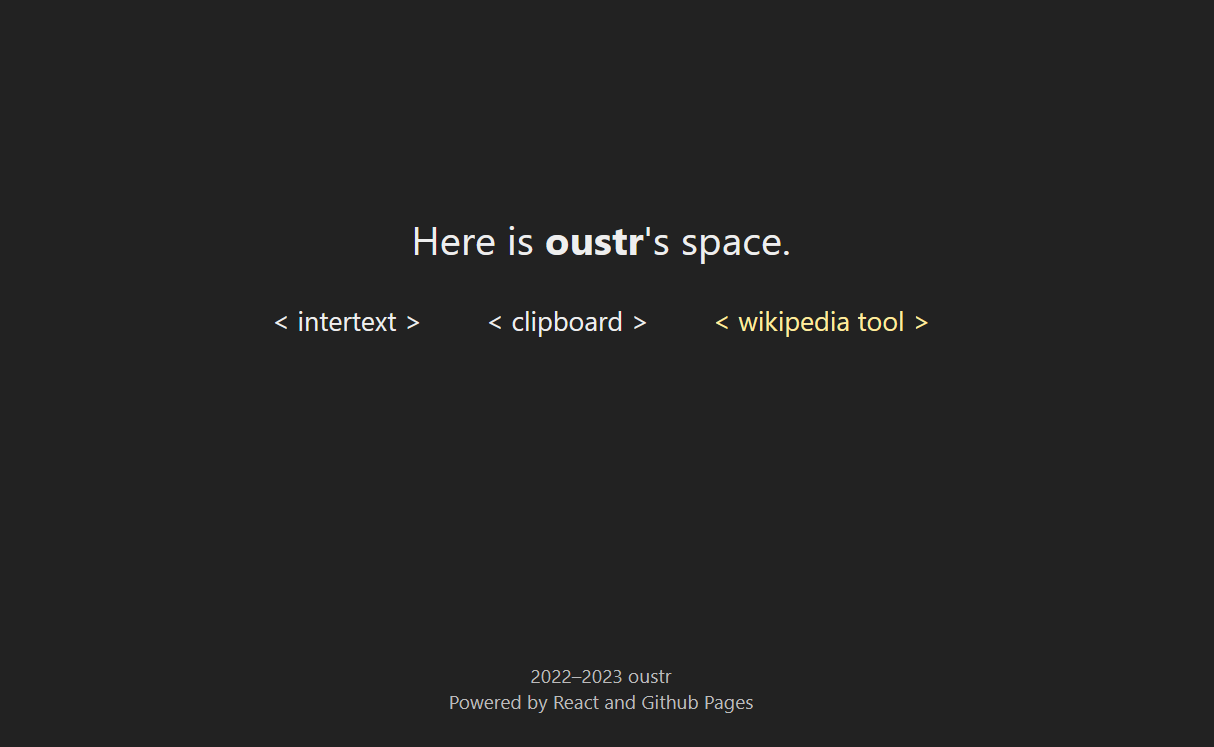 Here is oustr's space.
< intertext > < clipboard > < wikipedia tool >
2022–2023 oustr
Powered by React and Github Pages